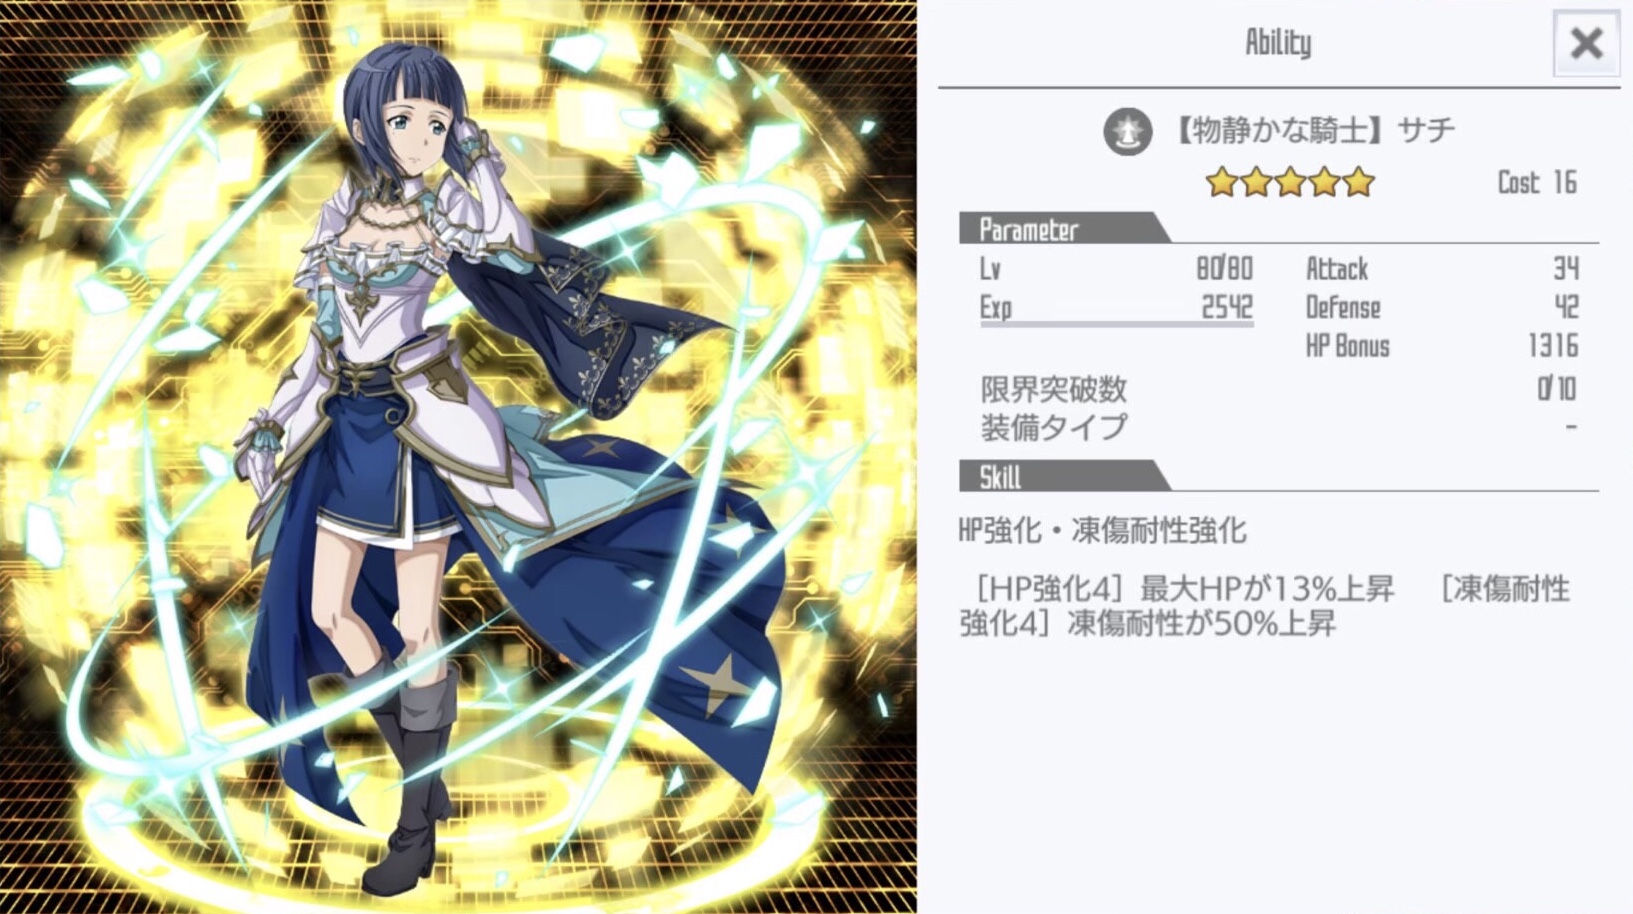 Ability
【物静かな騎士】サチ
Cost 16
Parameter
Lv 80/80 Attack 34
Exp 2542 Defense 42
HP Bonus 1316
限界突破数 0/10
装備タイプ -
Skill
HP強化・凍傷耐性強化
［HP強化4］最大HPが13%上昇　［凍傷耐性
強化4］凍傷耐性が50%上昇